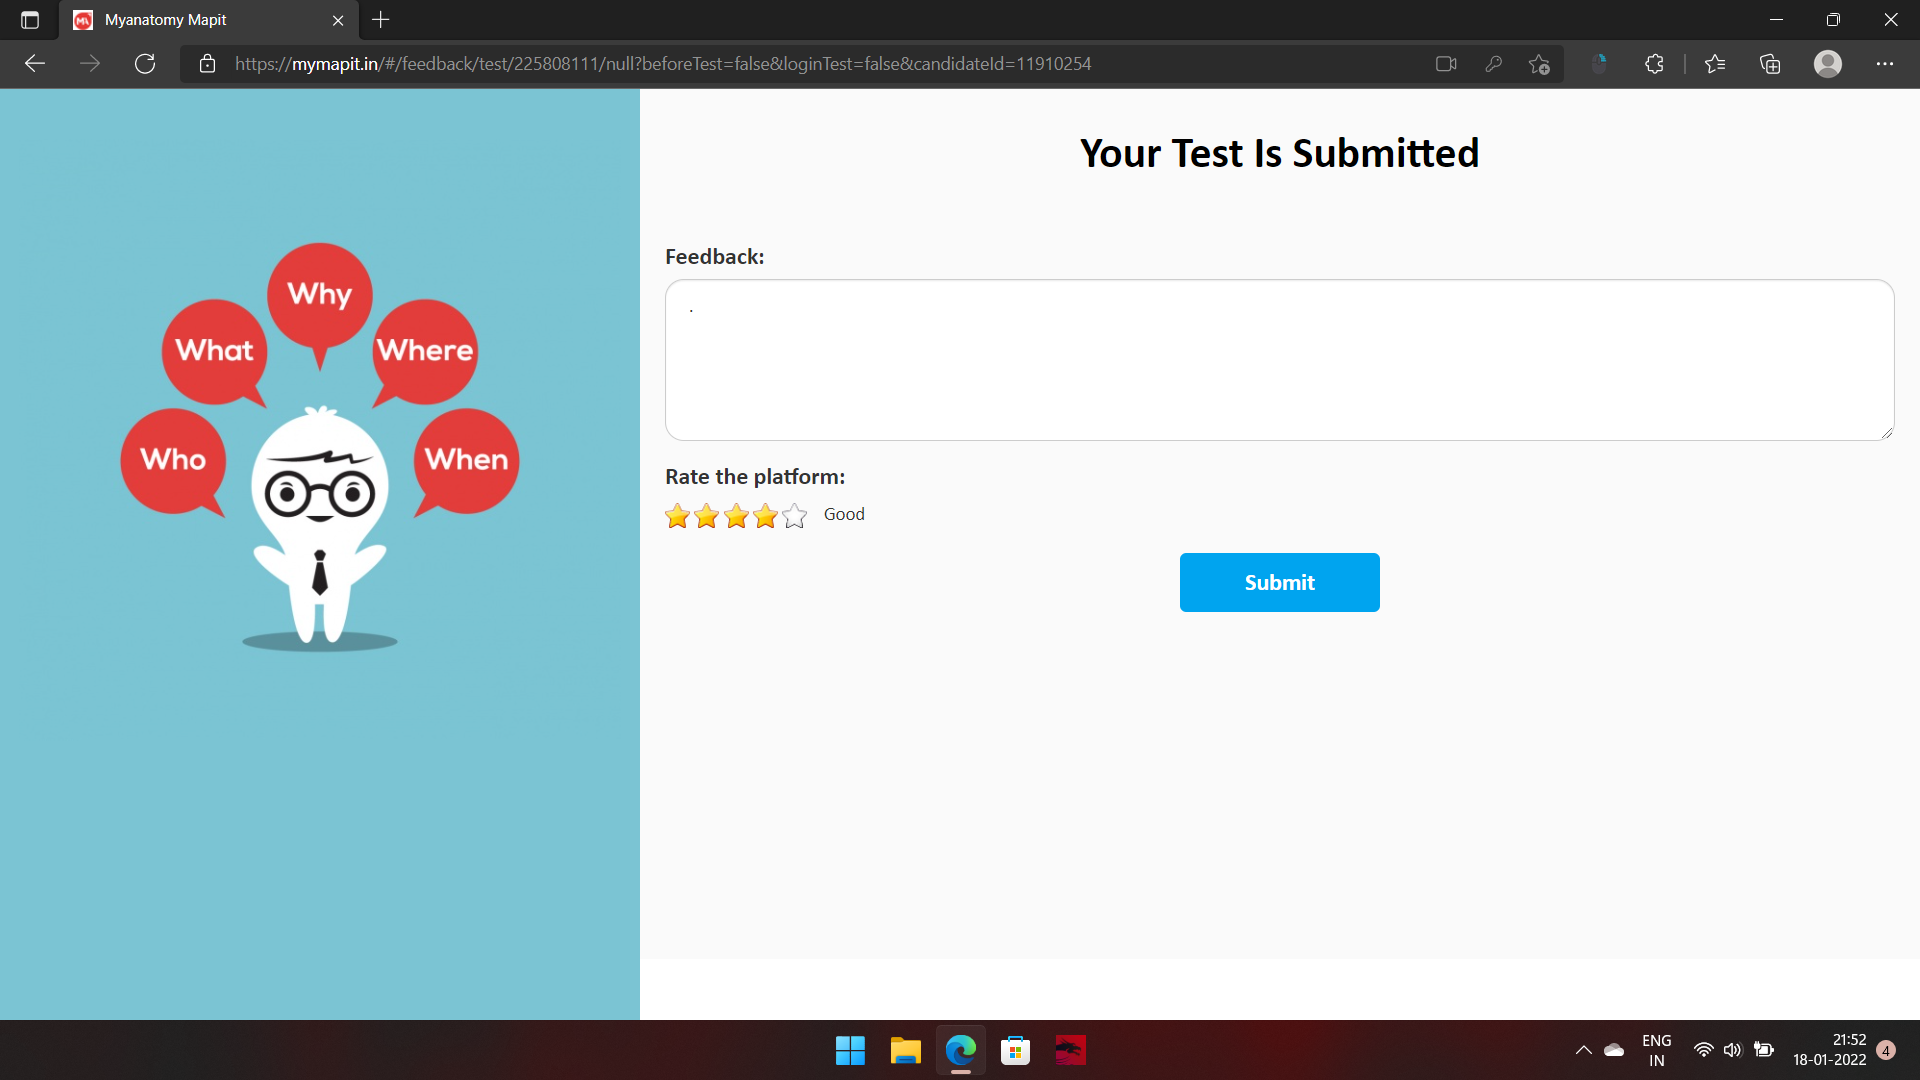 Myanatomy Mapit
https://mymapit.in/#/feedback/test/225808111/null?beforeTest=false&loginTest=false&candidateId=11910254
Why
What
Where
Who
When
Your Test Is Submitted
Feedback:
.
Rate the platform:
Good
Submit
ENG
IN
21:52
18-01-2022
4